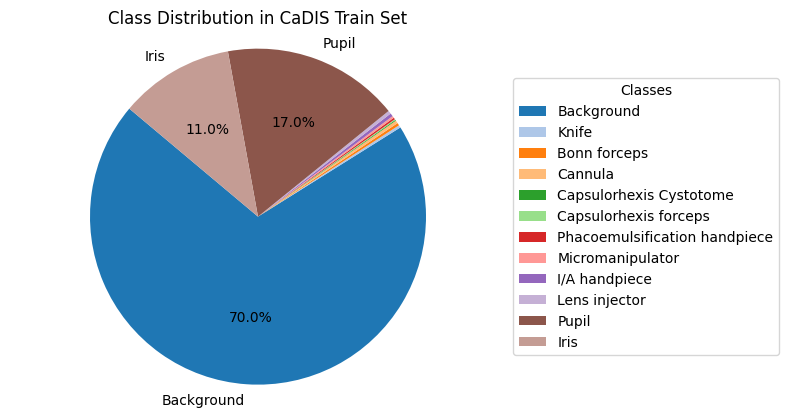 Class Distribution in CaDIS Train Set
Iris
Pupil
11.0%
17.0%
70.0%
Background
Classes
Background
Knife
Bonn forceps
Cannula
Capsulorhexis Cystotome
Capsulorhexis forceps
Phacoemulsification handpiece
Micromanipulator
I/A handpiece
Lens injector
Pupil
Iris